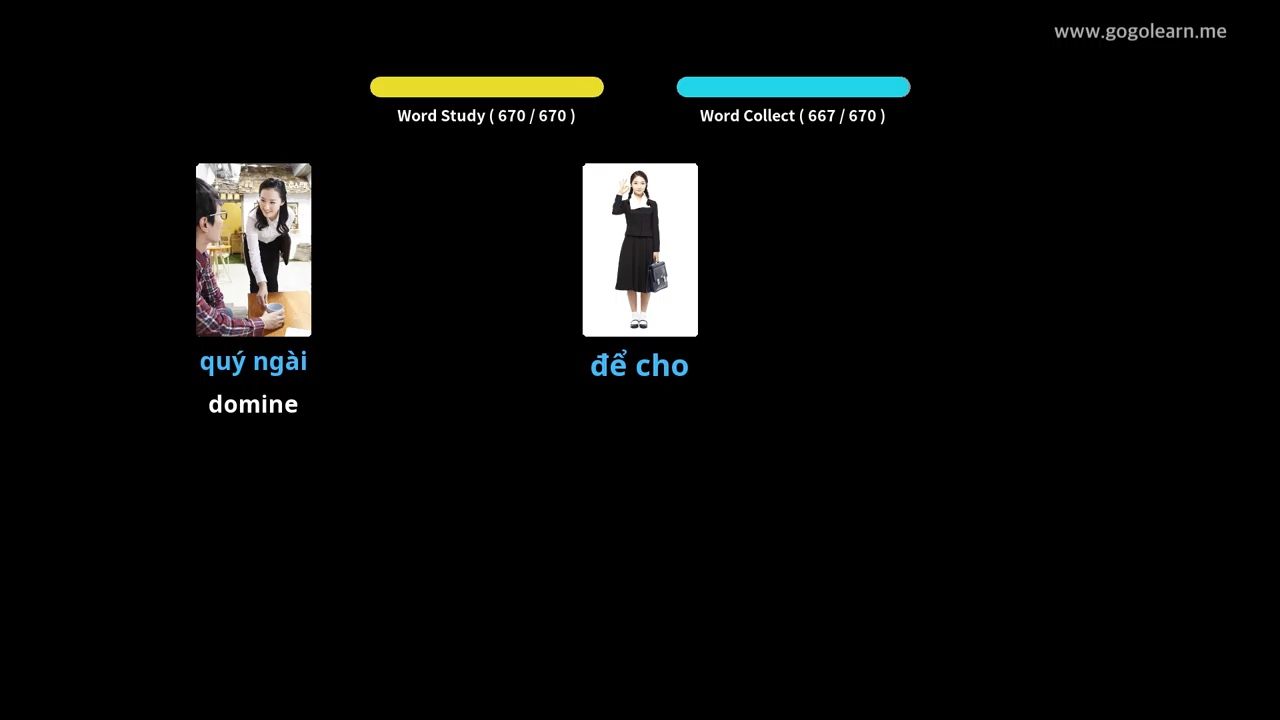 www.gogolearn.me
Word Study ( 670 / 670 )
Word Collect ( 667 / 670 )
quý ngài
domine
để cho